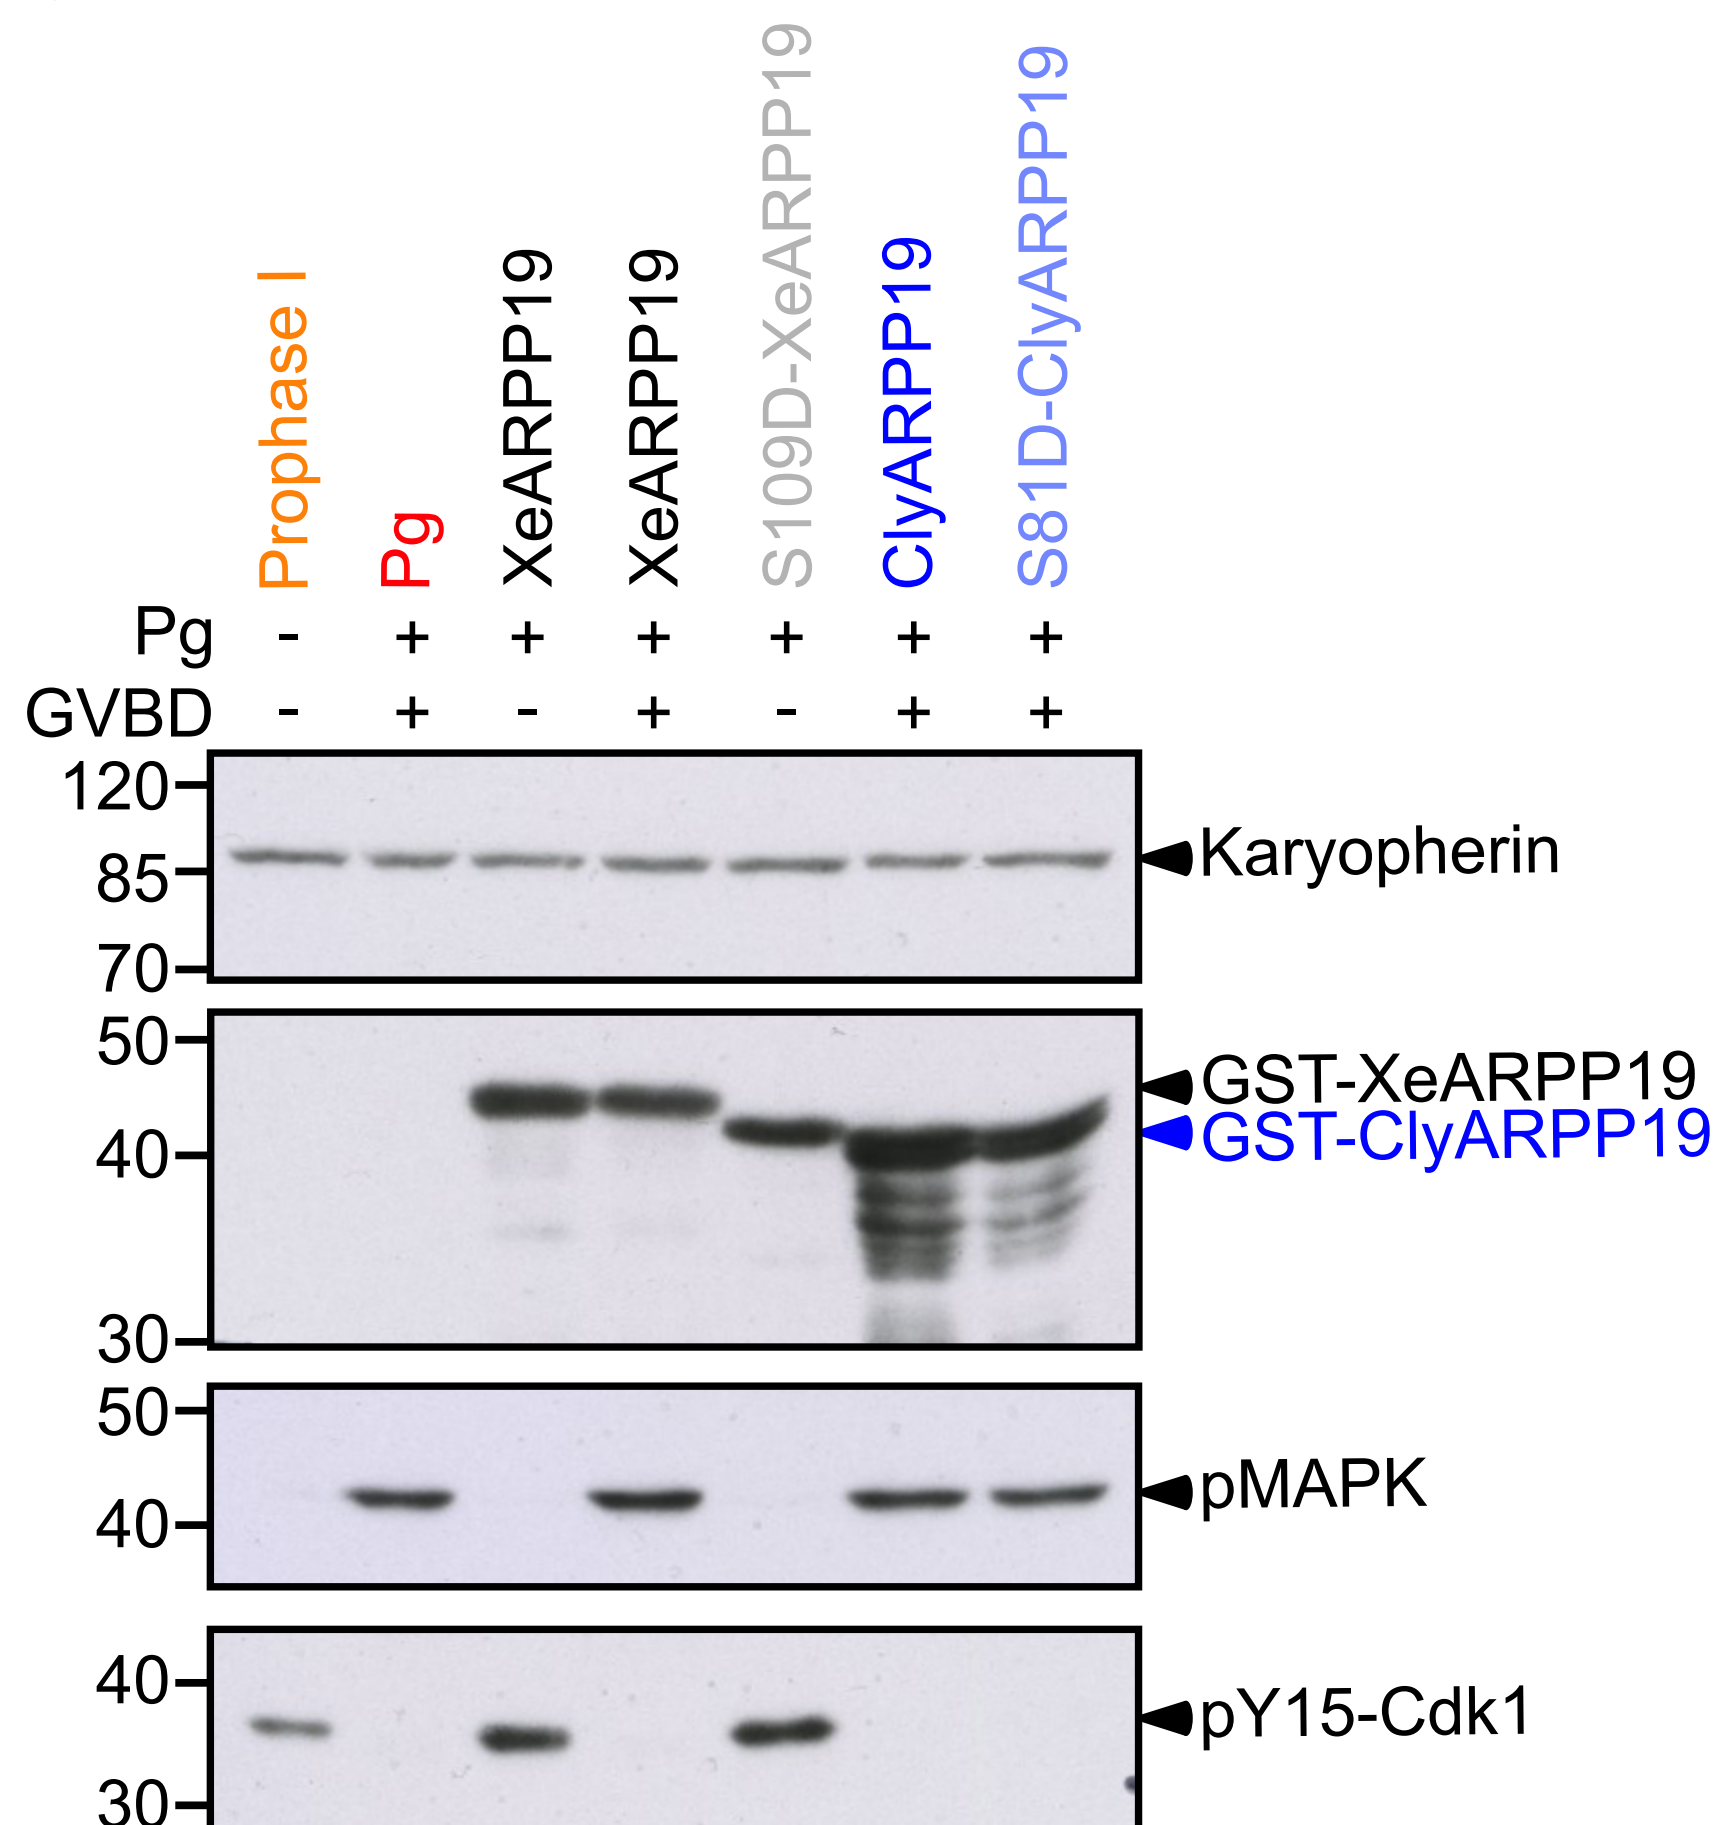 Prophase I
Pg
XeARPP19
XeARPP19
S109D-XeARPP19
ClyARPP19
S81D-ClyARPP19
Pg - + + + + + +
GVBD - + - + - + +
120
85
70
Karyopherin
50
40
30
GST-XeARPP19
GST-ClyARPP19
50
40
pMAPK
40
30
pY15-Cdk1